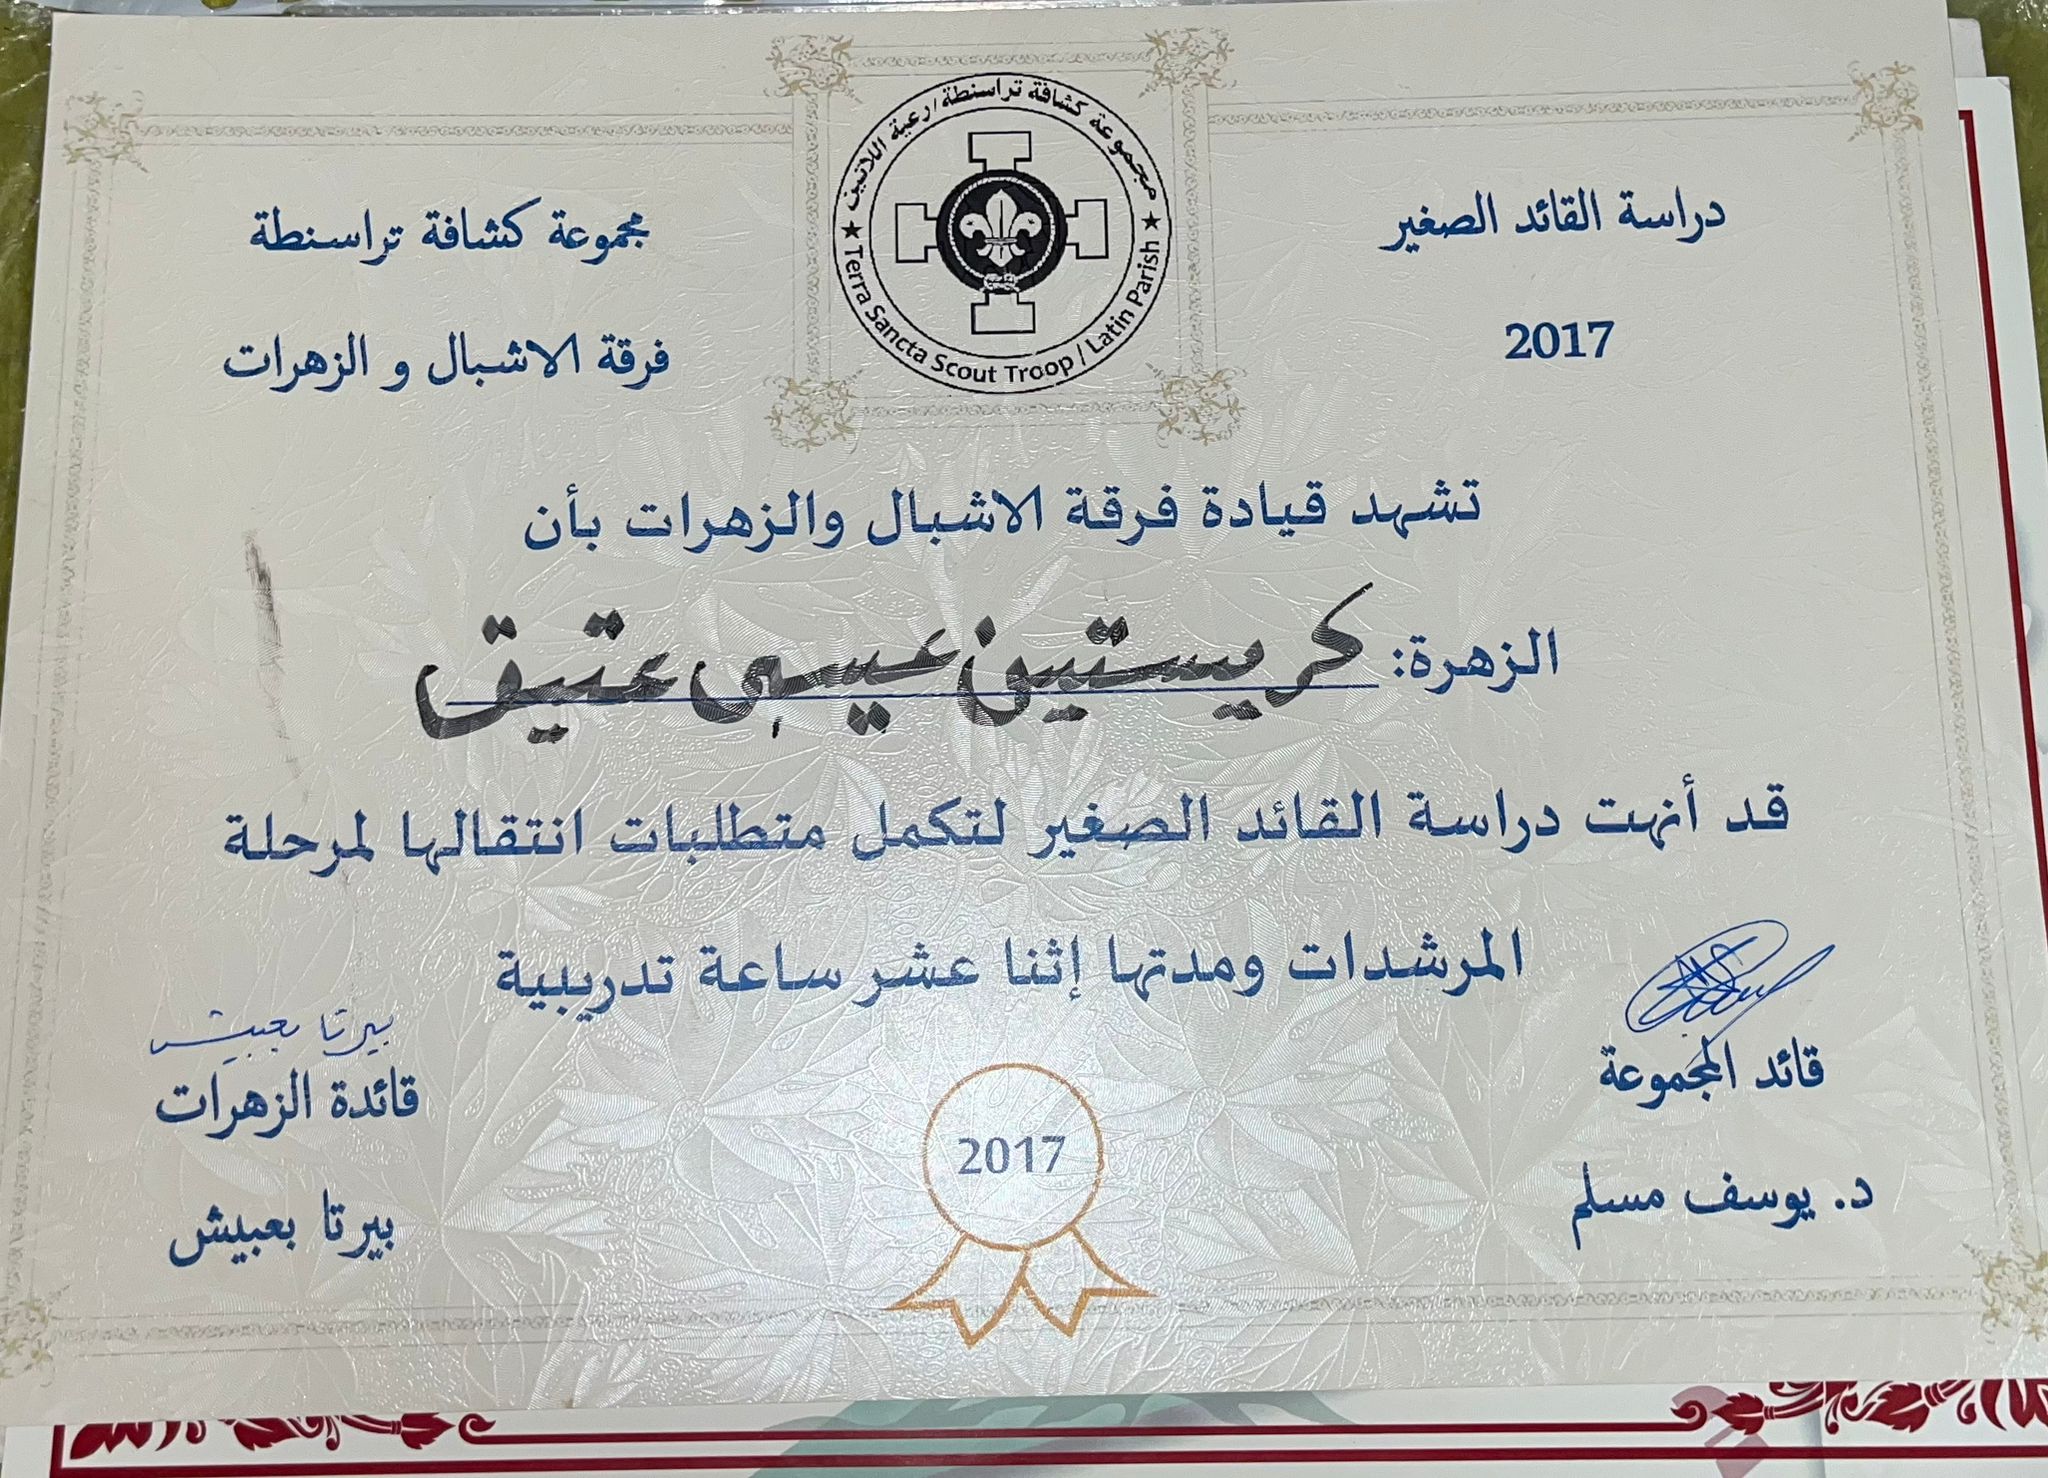 مجموعة كشافة تراسنطة / رعية اللاتين
Terra Sancta Scout Troop / Latin Parish
دراسة القائد الصغير
2017
مجموعة كشافة تراسنطة
فرقة الاشبال و الزهرات
تشهد قيادة فرقة الاشبال والزهرات بأن
الزهرة: كريستين عيسى عتيق
قد أنهت دراسة القائد الصغير لتكمل متطلبات انتقالها لمرحلة
المرشدات ومدتها إثنا عشر ساعة تدريبية
قائد المجموعة
د. يوسف مسلم
2017
بيرتا بعبيش
قائدة الزهرات
بيرتا بعبيش